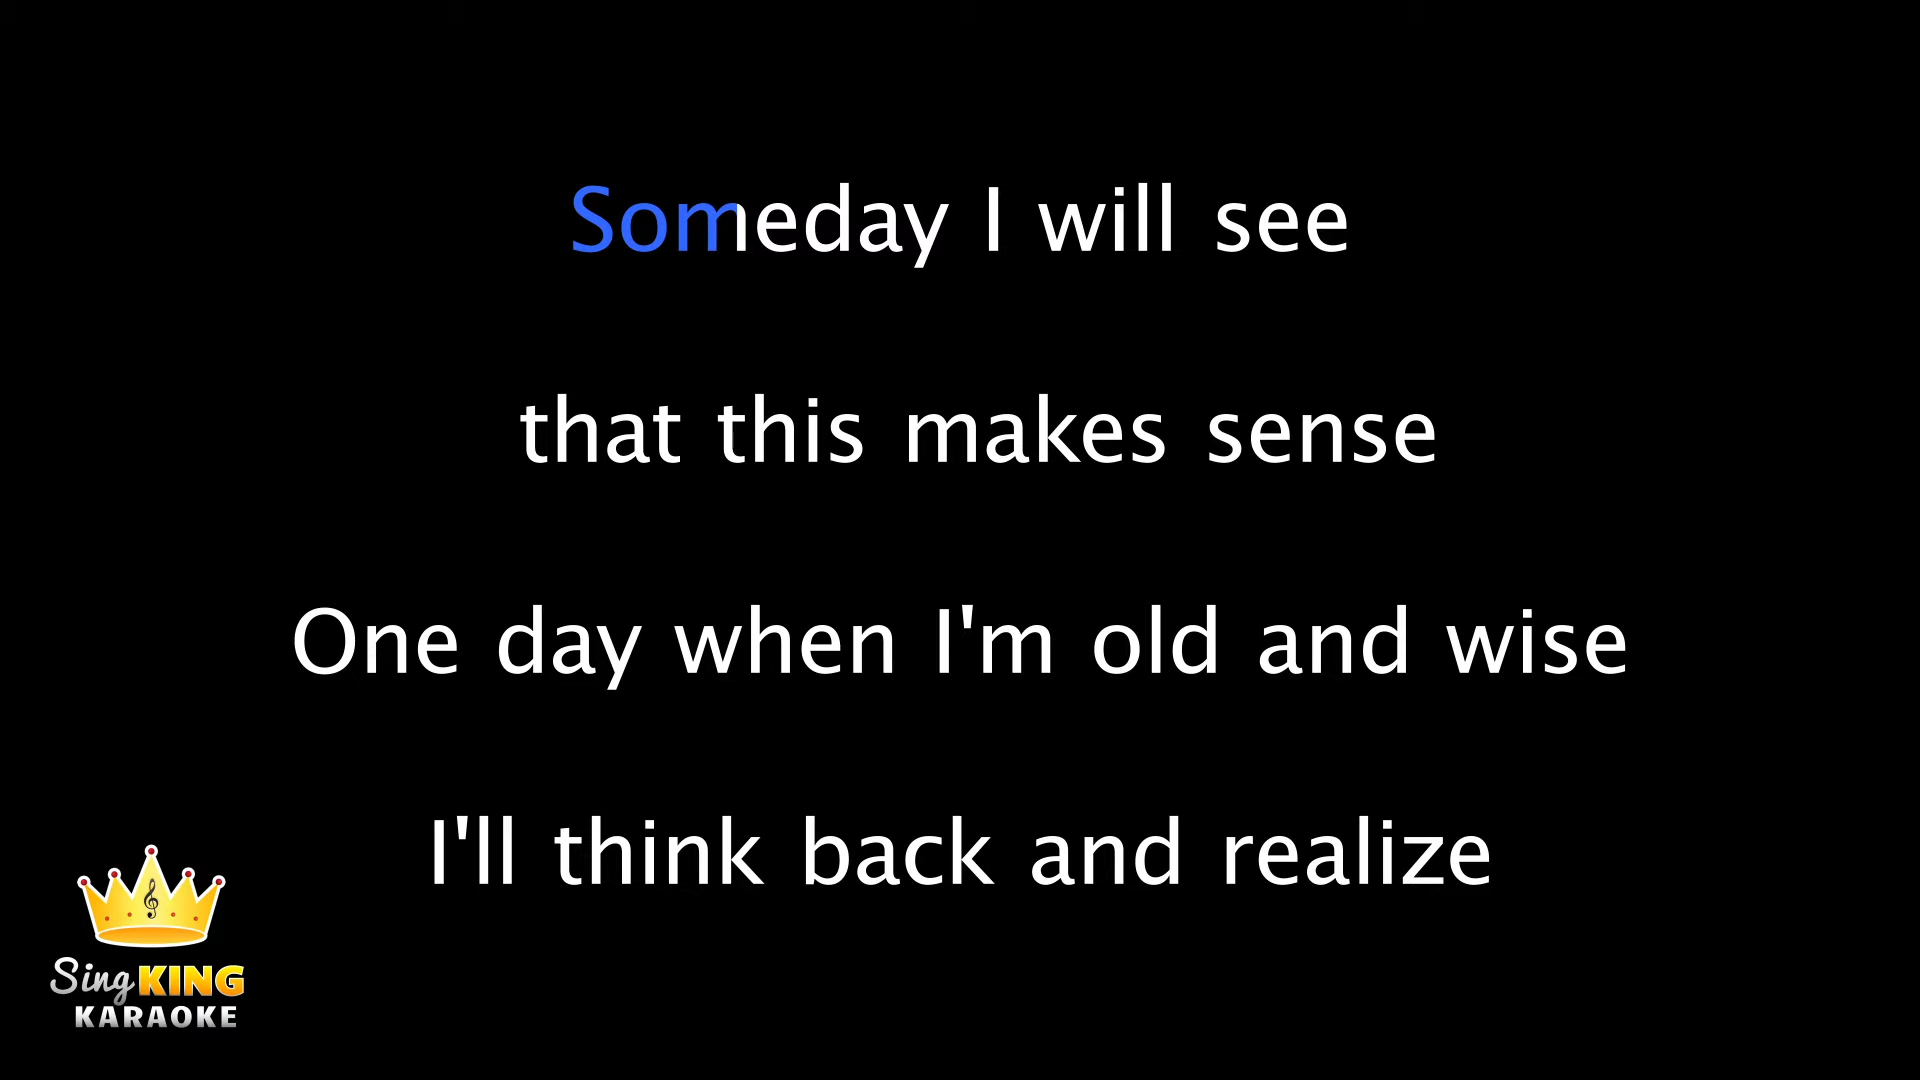 Someday I will see
that this makes sense
One day when I'm old and wise
I'll think back and realize
Sing KING
KARAOKE